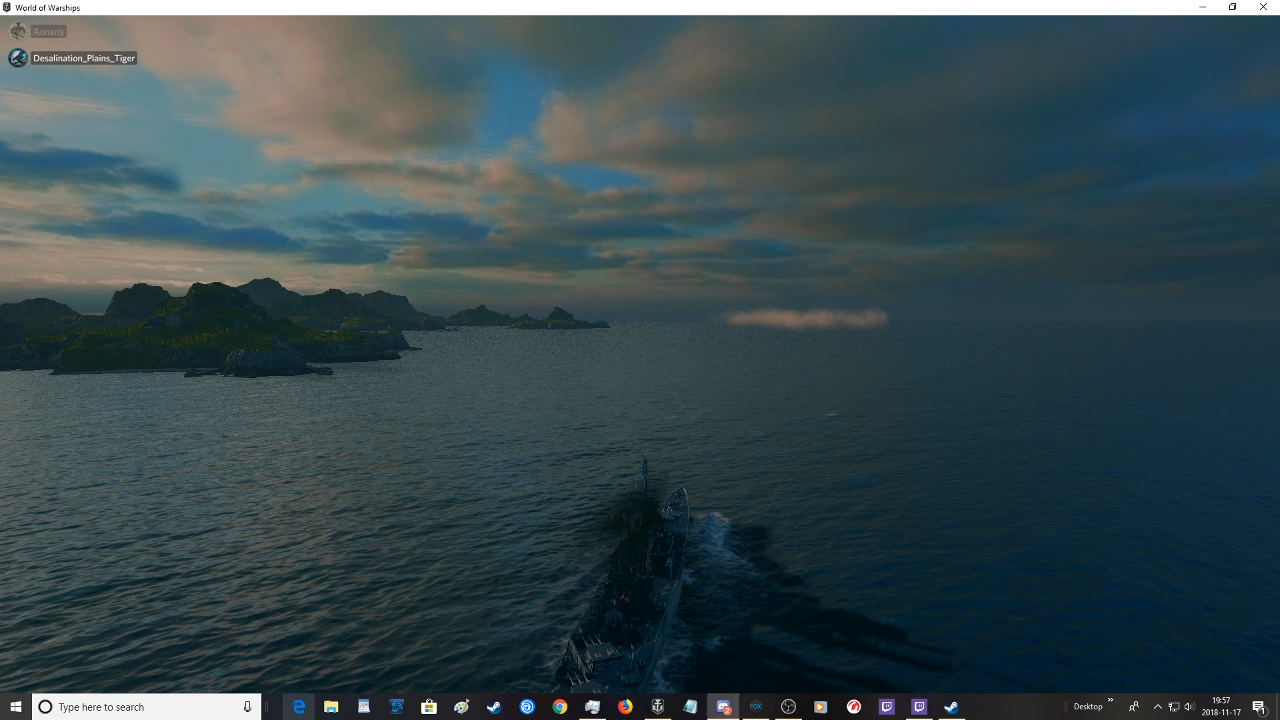 World of Warships
Aonaris
Desalination_Plains_Tiger
Type here to search
Desktop
19:57
2018-11-17